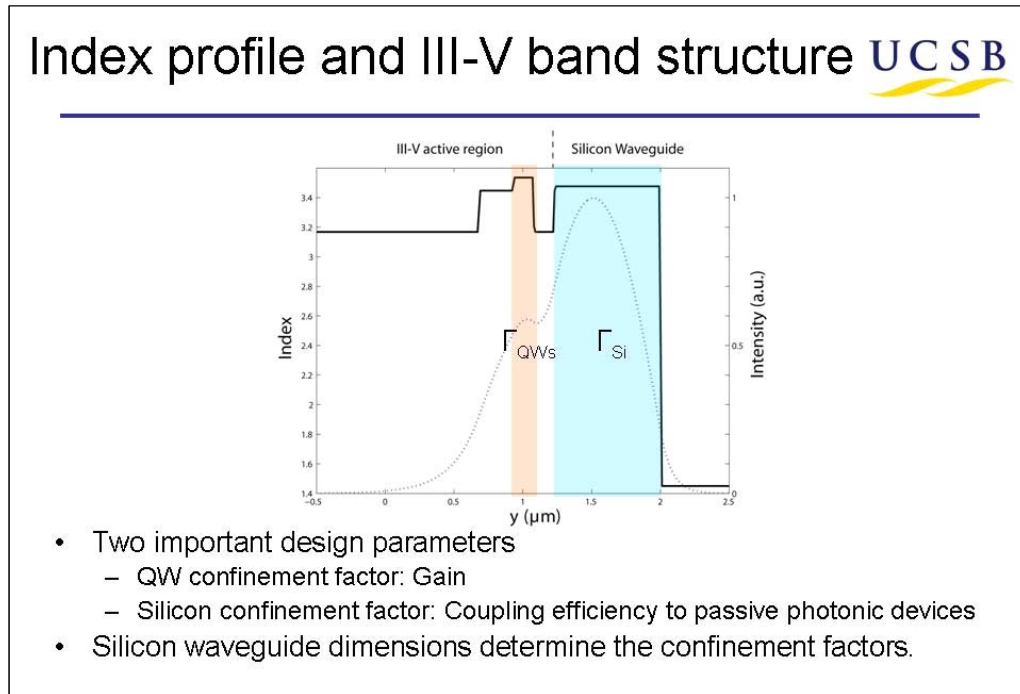 Index profile and III-V band structure
UCSB
III-V active region
Silicon Waveguide
3.4
3.2
3
2.8
2.6
2.4
2.2
2
1.8
1.6
1.4
Index
1
0.5
0
Intensity (a.u.)
Γ QWs
Γ Si
−0.5
0
0.5
1
1.5
2
2.5
y (μm)
• Two important design parameters
– QW confinement factor: Gain
– Silicon confinement factor: Coupling efficiency to passive photonic devices
• Silicon waveguide dimensions determine the confinement factors.